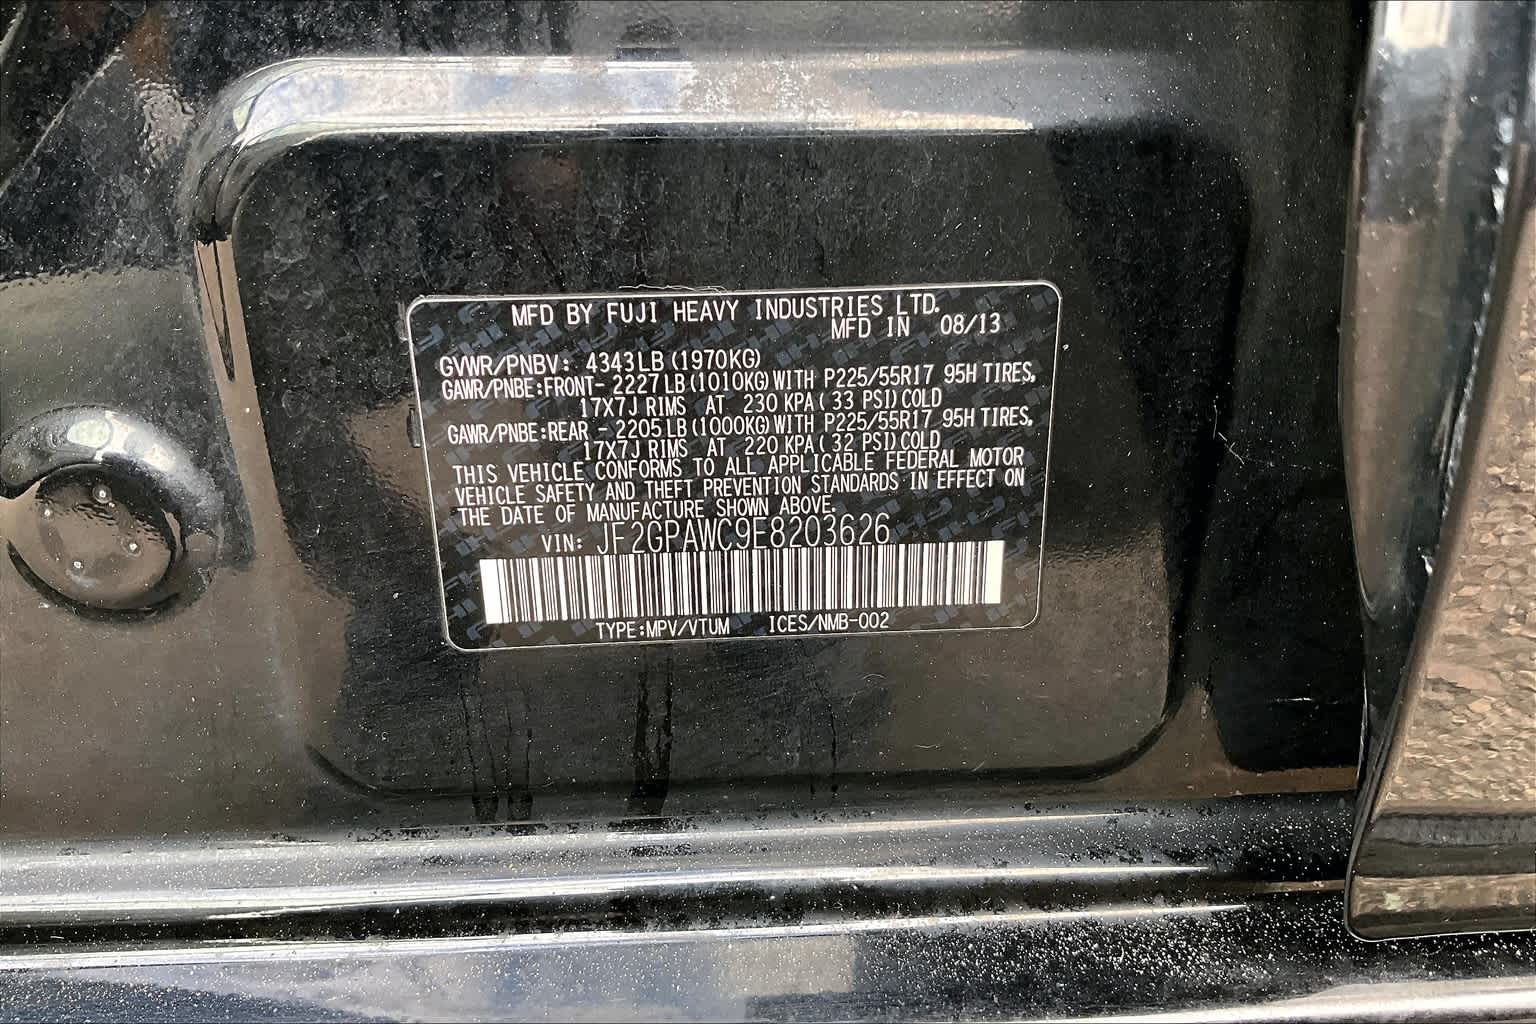 MFD BY FUJI HEAVY INDUSTRIES LTD.
MFD IN 08/13
GVWR/PNBV: 4343LB(1970KG)
GAWR/PNBE:FRONT- 2227LB(1010KG)WITH P225/55R17 95H TIRES,
17X7J RIMS AT 230 KPA( 33 PSI)COLD
GAWR/PNBE:REAR - 2205LB(1000KG)WITH P225/55R17 95H TIRES,
17X7J RIMS AT 220 KPA( 32 PSI)COLD
THIS VEHICLE CONFORMS TO ALL APPLICABLE FEDERAL MOTOR
VEHICLE SAFETY AND THEFT PREVENTION STANDARDS IN EFFECT ON
THE DATE OF MANUFACTURE SHOWN ABOVE.
VIN: JF2GPAWC9E8203626
TYPE:MPV/VTUM ICES/NMB-002